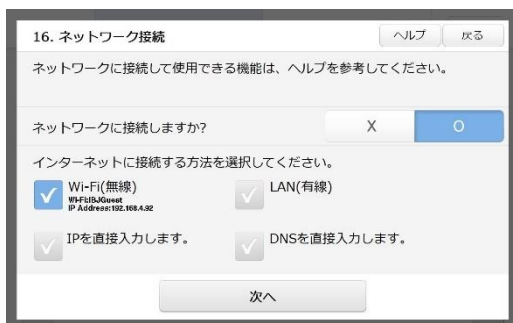 16. ネットワーク接続
ヘルプ
戻る
ネットワークに接続して使用できる機能は、ヘルプを参考してください。
ネットワークに接続しますか?
X
O
インターネットに接続する方法を選択してください。
Wi-Fi(無線)
LAN(有線)
Wi-Fi:IBJGuest
IP Address:192.168.4.92
IPを直接入力します。
DNSを直接入力します。
次へ